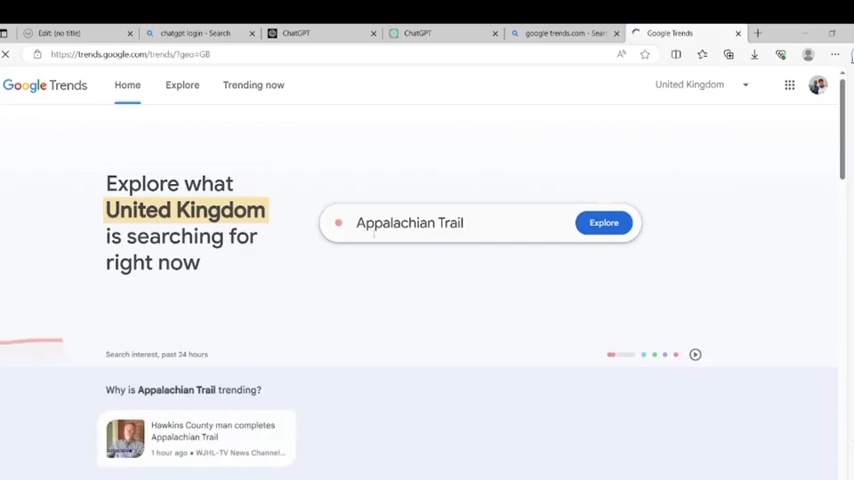 Edit: (no title)
chatgpt login - Search
ChatGPT
ChatGPT
google trends.com - Sear
Google Trends
https://trends.google.com/trends/?geo=GB
Google Trends
Home
Explore
Trending now
United Kingdom
Explore what
United Kingdom
is searching for
right now
Appalachian Trail
Explore
Search interest, past 24 hours
Why is Appalachian Trail trending?
Hawkins County man completes
Appalachian Trail
1 hour ago • WJHL-TV News Channel...